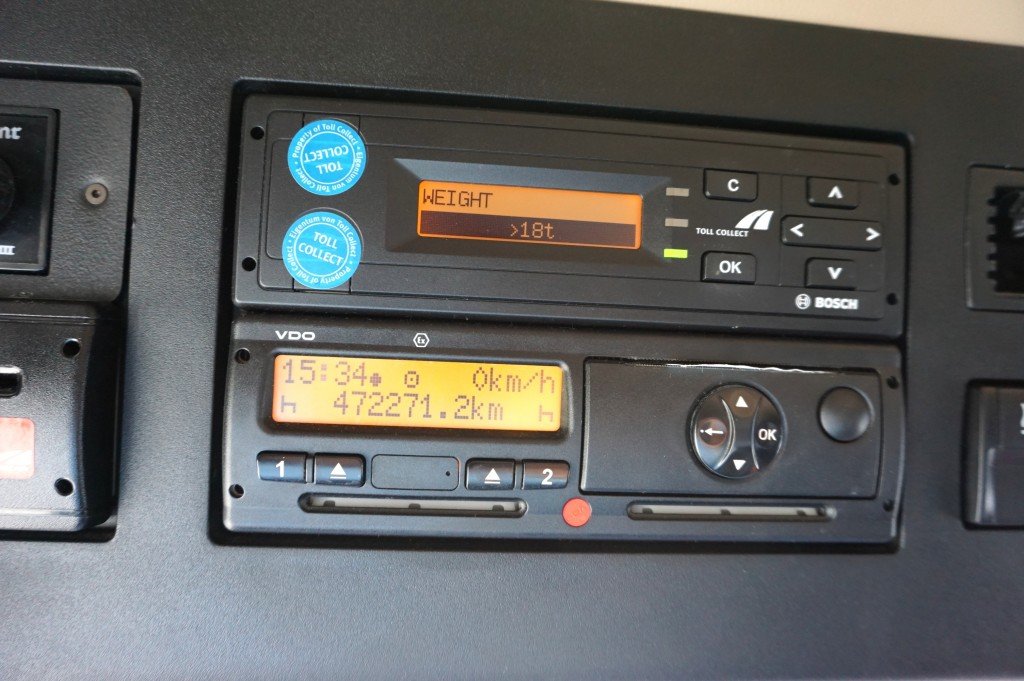 Property of Toll Collect • Eigentum von Toll Collect •
TOLL
COLLECT
Eigentum von Toll Collect • Property of Toll Collect •
TOLL
COLLECT
WEIGHT
>18t
C
TOLL COLLECT
OK
< >
BOSCH
VDO
Ex
15:34 0km/h
472271.2km
1
2
OK